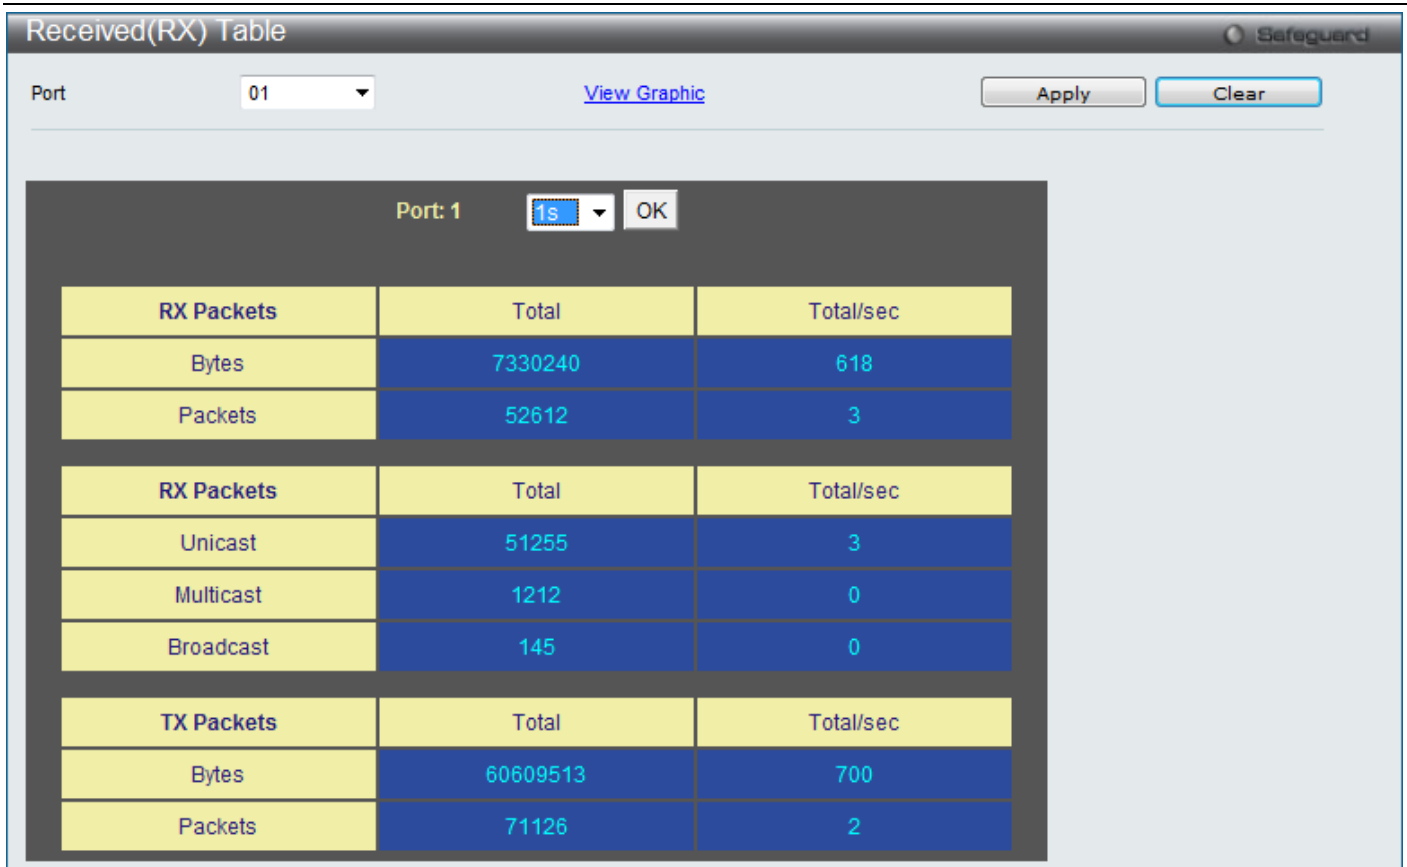 Received(RX) Table Safeguard
Port 01 View Graphic Apply Clear
Port: 1 1s OK
RX Packets Total Total/sec
Bytes 7330240 618
Packets 52612 3
RX Packets Total Total/sec
Unicast 51255 3
Multicast 1212 0
Broadcast 145 0
TX Packets Total Total/sec
Bytes 60609513 700
Packets 71126 2